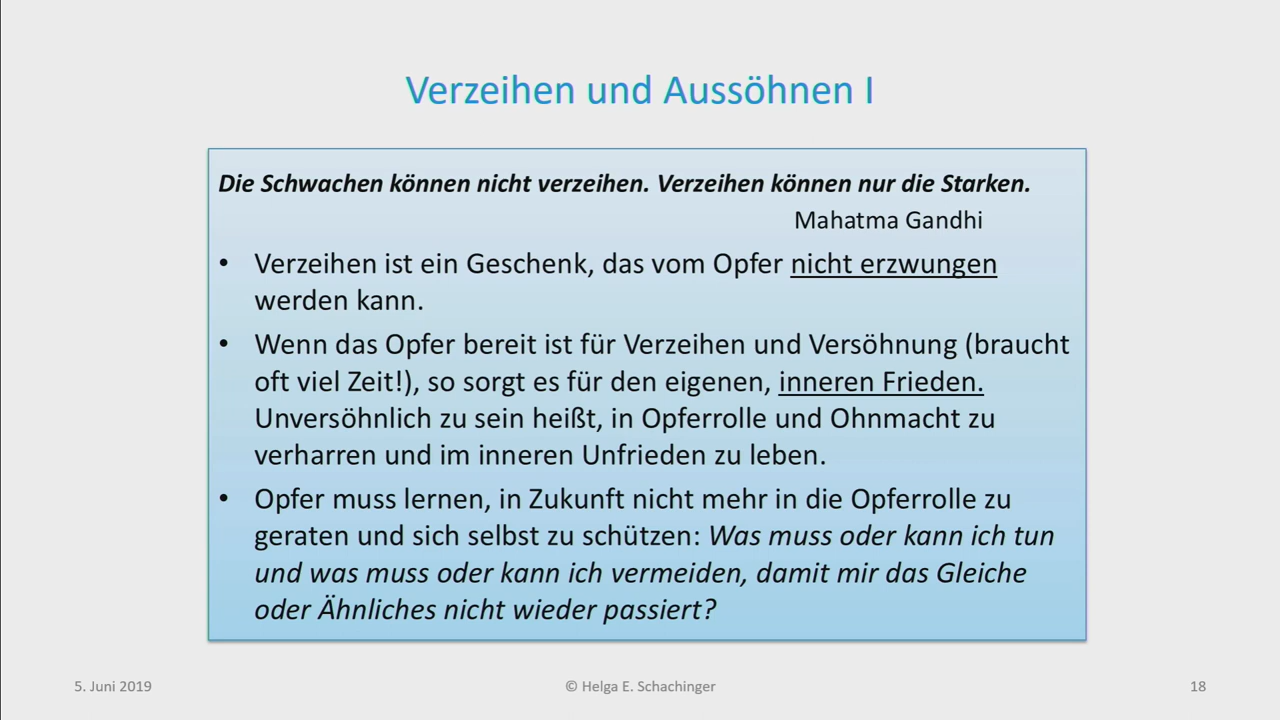 Verzeihen und Aussöhnen I
Die Schwachen können nicht verzeihen. Verzeihen können nur die Starken.
Mahatma Gandhi
• Verzeihen ist ein Geschenk, das vom Opfer nicht erzwungen
werden kann.
• Wenn das Opfer bereit ist für Verzeihen und Versöhnung (braucht
oft viel Zeit!), so sorgt es für den eigenen, inneren Frieden.
Unversöhnlich zu sein heißt, in Opferrolle und Ohnmacht zu
verharren und im inneren Unfrieden zu leben.
• Opfer muss lernen, in Zukunft nicht mehr in die Opferrolle zu
geraten und sich selbst zu schützen: Was muss oder kann ich tun
und was muss oder kann ich vermeiden, damit mir das Gleiche
oder Ähnliches nicht wieder passiert?
5. Juni 2019
© Helga E. Schachinger
18